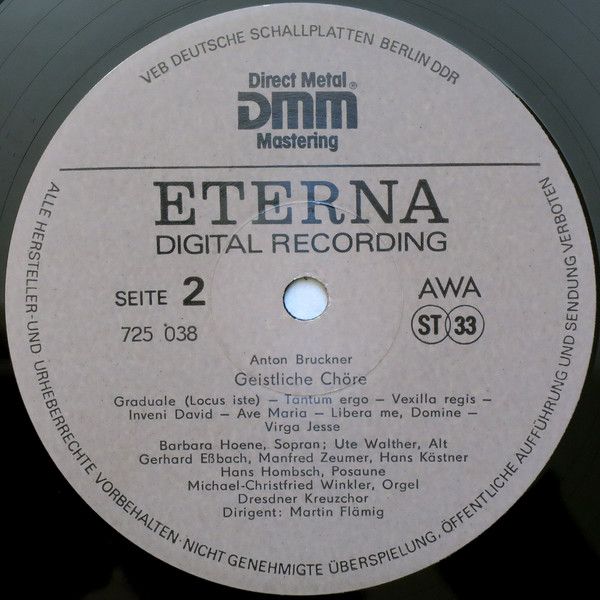 VEB DEUTSCHE SCHALLPLATTEN BERLIN DDR
Direct Metal
DMM®
Mastering
ETERNA
DIGITAL RECORDING
SEITE 2
725 038
AWA
ST 33
Anton Bruckner
Geistliche Chöre
Graduale (Locus iste) – Tantum ergo – Vexilla regis –
Inveni David – Ave Maria – Libera me, Domine –
Virga Jesse
Barbara Hoene, Sopran; Ute Walther, Alt
Gerhard Eßbach, Manfred Zeumer, Hans Kästner
Hans Hombsch, Posaune
Michael-Christfried Winkler, Orgel
Dresdner Kreuzchor
Dirigent: Martin Flämig
ALLE HERSTELLER-UND URHEBERRECHTE VORBEHALTEN·NICHT GENEHMIGTE ÜBERSPIELUNG, ÖFFENTLICHE AUFFÜHRUNG UND SENDUNG VERBOTEN